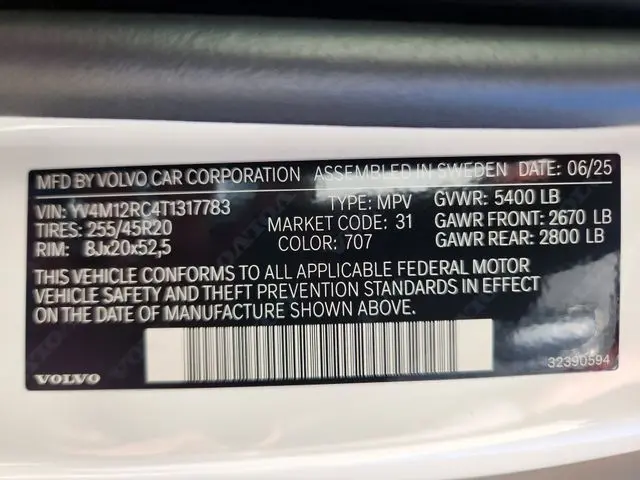 MFD BY VOLVO CAR CORPORATION ASSEMBLED IN SWEDEN DATE: 06/25
VIN: YV4M12RC4T1317783 TYPE: MPV GVWR: 5400 LB
TIRES: 255/45R20 MARKET CODE: 31 GAWR FRONT: 2670 LB
RIM: 8Jx20x52,5 COLOR: 707 GAWR REAR: 2800 LB
THIS VEHICLE CONFORMS TO ALL APPLICABLE FEDERAL MOTOR
VEHICLE SAFETY AND THEFT PREVENTION STANDARDS IN EFFECT
ON THE DATE OF MANUFACTURE SHOWN ABOVE.
VOLVO 32390594